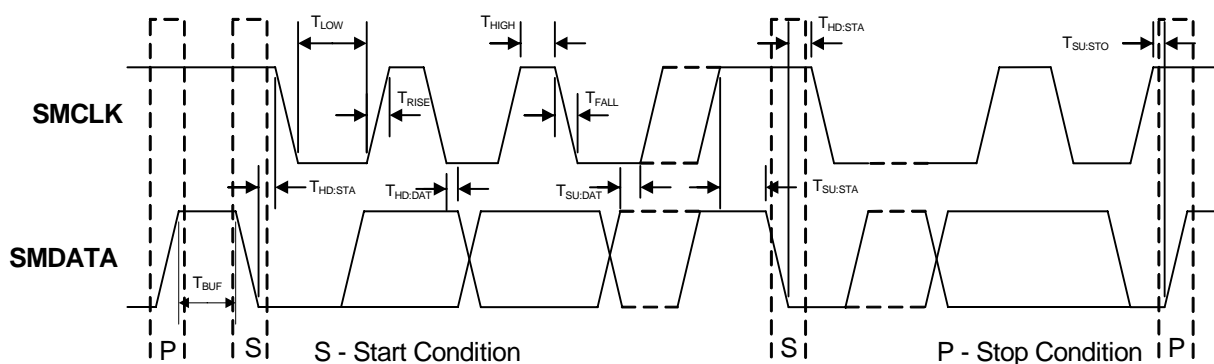 TLOW THIGH THD:STA TSU:STO
SMCLK TRISE TFALL
THD:STA THD:DAT TSU:DAT TSU:STA
SMDATA
TBUF
P S S - Start Condition S P - Stop Condition P